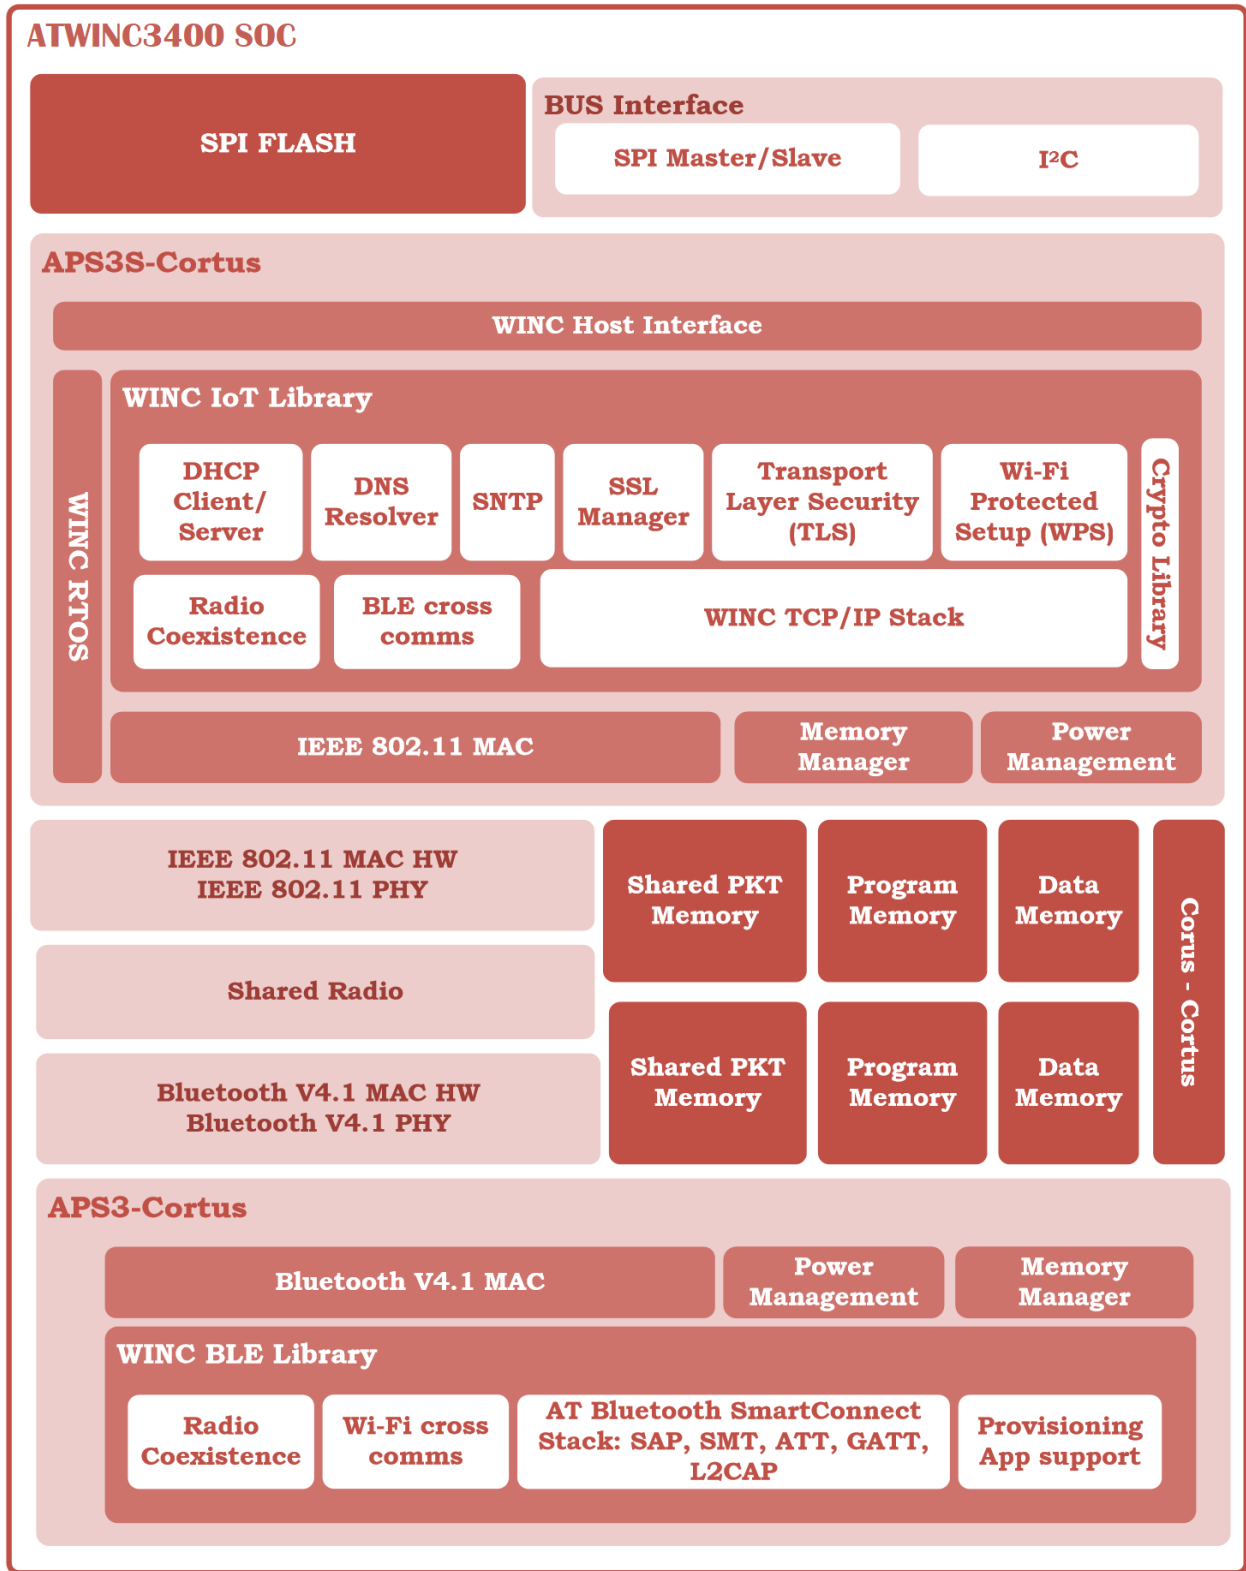 ATWINC3400 SOC
SPI FLASH
BUS Interface
SPI Master/Slave
I²C
APS3S-Cortus
WINC Host Interface
WINC RTOS
WINC IoT Library
DHCP
Client/
Server
DNS
Resolver
SNTP
SSL
Manager
Transport
Layer Security
(TLS)
Wi-Fi
Protected
Setup (WPS)
Crypto Library
Radio
Coexistence
BLE cross
comms
WINC TCP/IP Stack
IEEE 802.11 MAC
Memory
Manager
Power
Management
IEEE 802.11 MAC HW
IEEE 802.11 PHY
Shared PKT
Memory
Program
Memory
Data
Memory
Corus - Cortus
Shared Radio
Bluetooth V4.1 MAC HW
Bluetooth V4.1 PHY
Shared PKT
Memory
Program
Memory
Data
Memory
APS3-Cortus
Bluetooth V4.1 MAC
Power
Management
Memory
Manager
WINC BLE Library
Radio
Coexistence
Wi-Fi cross
comms
AT Bluetooth SmartConnect
Stack: SAP, SMT, ATT, GATT,
L2CAP
Provisioning
App support